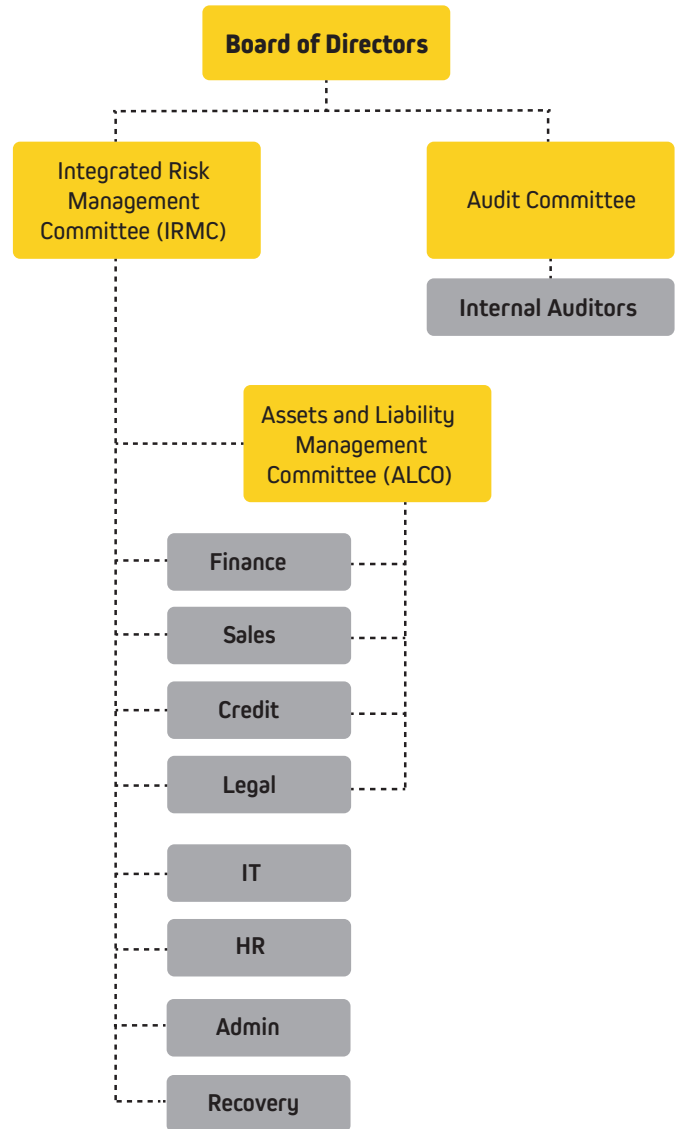 Board of Directors
Integrated Risk
Management
Committee (IRMC)
Audit Committee
Internal Auditors
Assets and Liability
Management
Committee (ALCO)
Finance
Sales
Credit
Legal
IT
HR
Admin
Recovery